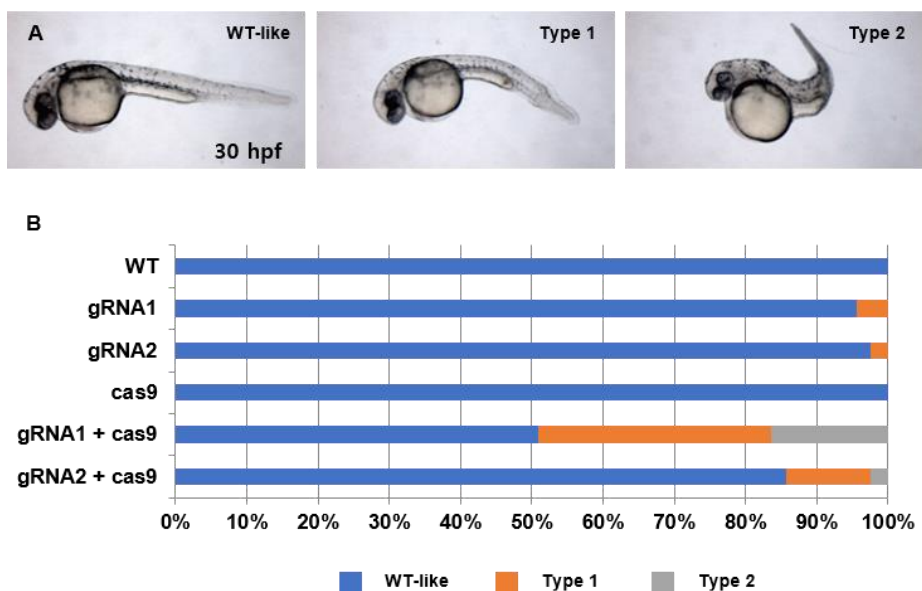 A WT-like Type 1 Type 2
30 hpf
B
WT
gRNA1
gRNA2
cas9
gRNA1 + cas9
gRNA2 + cas9
0% 10% 20% 30% 40% 50% 60% 70% 80% 90% 100%
WT-like Type 1 Type 2